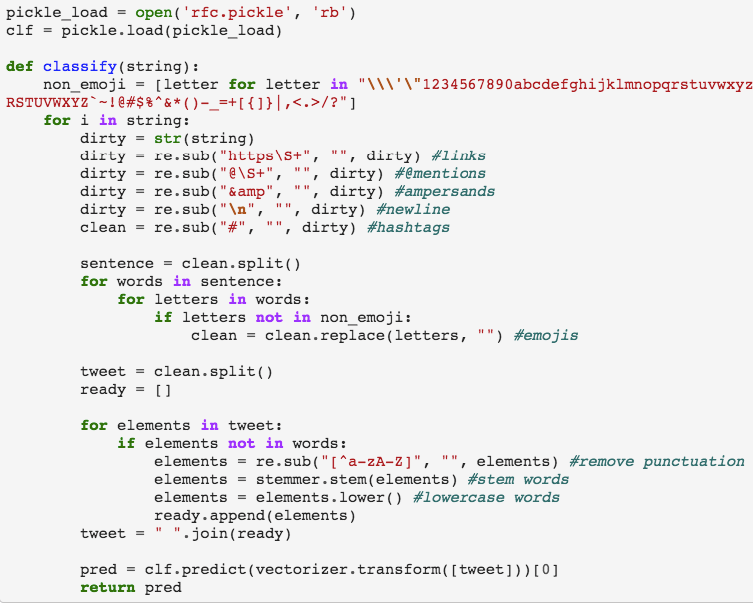 pickle_load = open('rfc.pickle', 'rb')
clf = pickle.load(pickle_load)

def classify(string):
    non_emoji = [letter for letter in "\\\'\"1234567890abcdefghijklmnopqrstuvwxyz
RSTUVWXYZ`~!@#$%^&*()-_=+[{]}|,<.>/?"]
    for i in string:
        dirty = str(string)
        dirty = re.sub("https\S+", "", dirty) #links
        dirty = re.sub("@\S+", "", dirty) #@mentions
        dirty = re.sub("&amp", "", dirty) #ampersands
        dirty = re.sub("\n", "", dirty) #newline
        clean = re.sub("#", "", dirty) #hashtags

        sentence = clean.split()
        for words in sentence:
            for letters in words:
                if letters not in non_emoji:
                    clean = clean.replace(letters, "") #emojis

        tweet = clean.split()
        ready = []

        for elements in tweet:
            if elements not in words:
                elements = re.sub("[^a-zA-Z]", "", elements) #remove punctuation
                elements = stemmer.stem(elements) #stem words
                elements = elements.lower() #lowercase words
                ready.append(elements)
        tweet = " ".join(ready)

        pred = clf.predict(vectorizer.transform([tweet]))[0]
        return pred